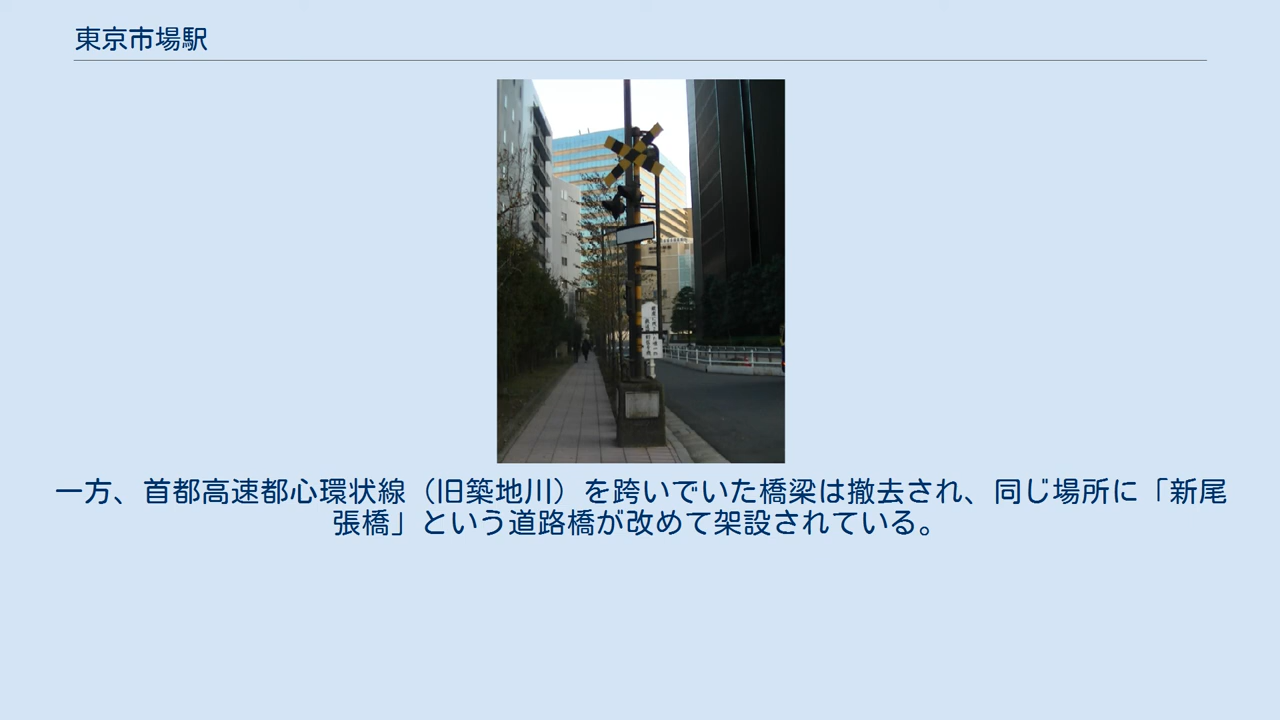 東京市場駅
一方、首都高速都心環状線（旧築地川）を跨いでいた橋梁は撤去され、同じ場所に「新尾
張橋」という道路橋が改めて架設されている。